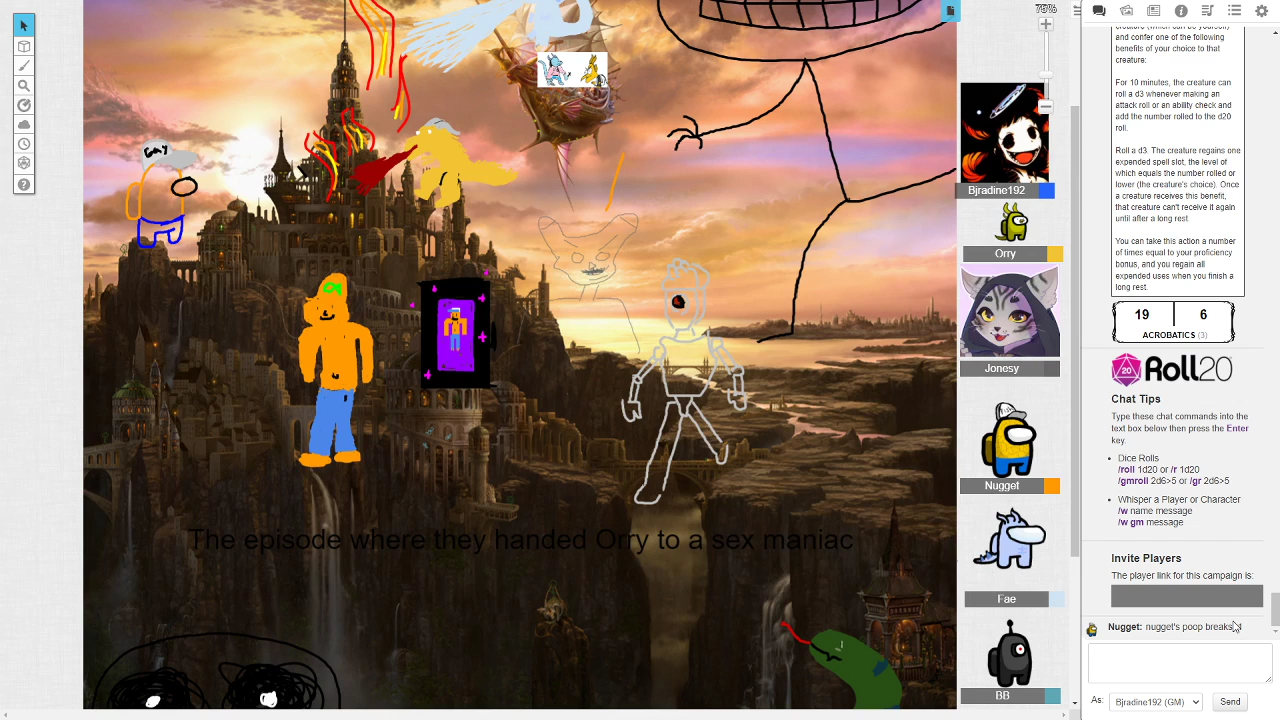 78%
creature (which can be yourself)
and confer one of the following
benefits of your choice to that
creature:
For 10 minutes, the creature can
roll a d3 whenever making an
attack roll or an ability check and
add the number rolled to the d20
roll.
Roll a d3. The creature regains one
expended spell slot, the level of
which equals the number rolled or
lower (the creature's choice). Once
a creature receives this benefit,
that creature can't receive it again
until after a long rest.
You can take this action a number
of times equal to your proficiency
bonus, and you regain all
expended uses when you finish a
long rest.
19 6
ACROBATICS (3)
20 Roll20
Chat Tips
Type these chat commands into the
text box below then press the Enter
key.
Dice Rolls
/roll 1d20 or /r 1d20
/gmroll 2d6>5 or /gr 2d6>5
Whisper a Player or Character
/w name message
/w gm message
Invite Players
The player link for this campaign is:
Nugget: nugget's poop breaks
As: Bjradine192 (GM) Send
Bjradine192
Orry
Jonesy
Nugget
Fae
BB
Gay
The episode where they handed Orry to a sex maniac